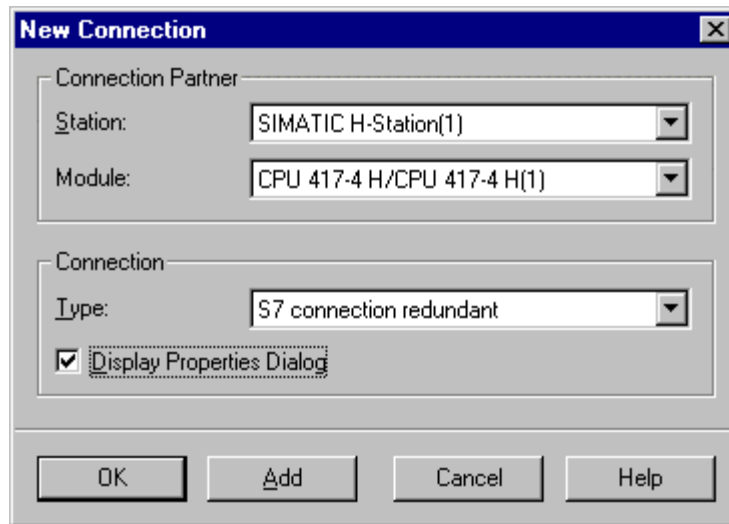 New Connection
Connection Partner
Station: SIMATIC H-Station(1)
Module: CPU 417-4 H/CPU 417-4 H(1)
Connection
Type: S7 connection redundant
Display Properties Dialog
OK Add Cancel Help